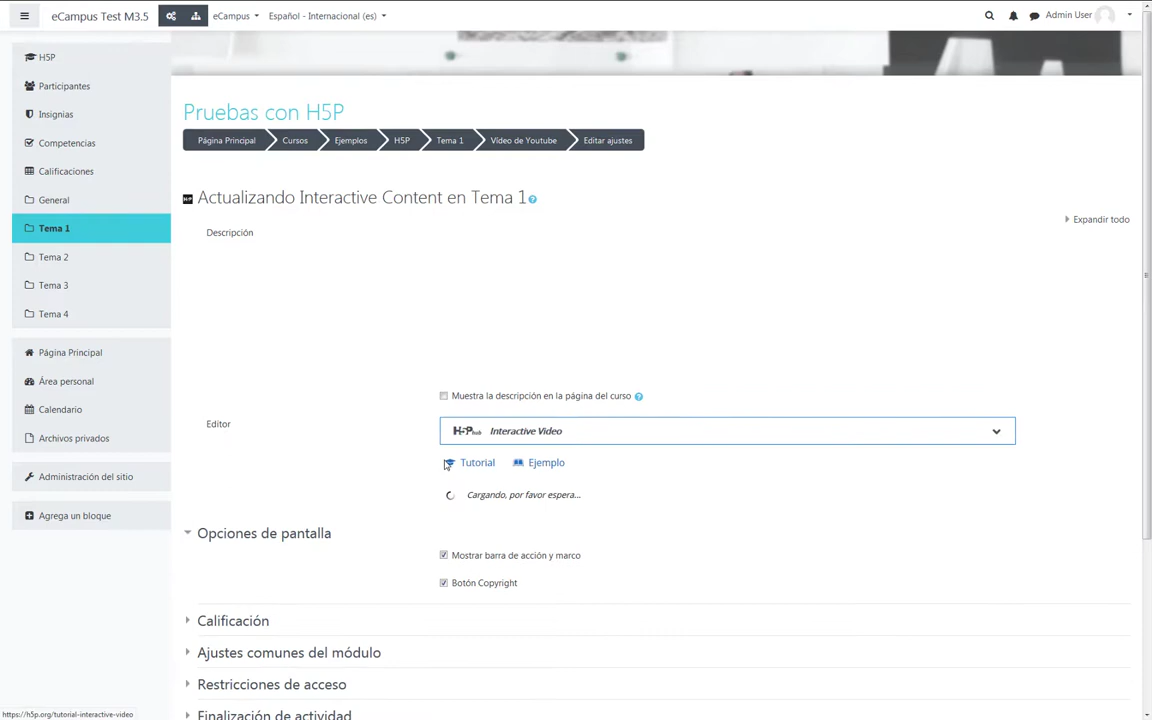 eCampus Test M3.5
eCampus
Español - Internacional (es)
Admin User
H5P
Participantes
Insignias
Competencias
Calificaciones
General
Tema 1
Tema 2
Tema 3
Tema 4
Página Principal
Área personal
Calendario
Archivos privados
Administración del sitio
Agrega un bloque
Pruebas con H5P
Página Principal
Cursos
Ejemplos
H5P
Tema 1
Vídeo de Youtube
Editar ajustes
H5P
Actualizando Interactive Content en Tema 1
Expandir todo
Descripción
Muestra la descripción en la página del curso
Editor
H5P hub Interactive Video
Tutorial
Ejemplo
Cargando, por favor espera...
Opciones de pantalla
Mostrar barra de acción y marco
Botón Copyright
Calificación
Ajustes comunes del módulo
Restricciones de acceso
Finalización de actividad
https://h5p.org/tutorial-interactive-video